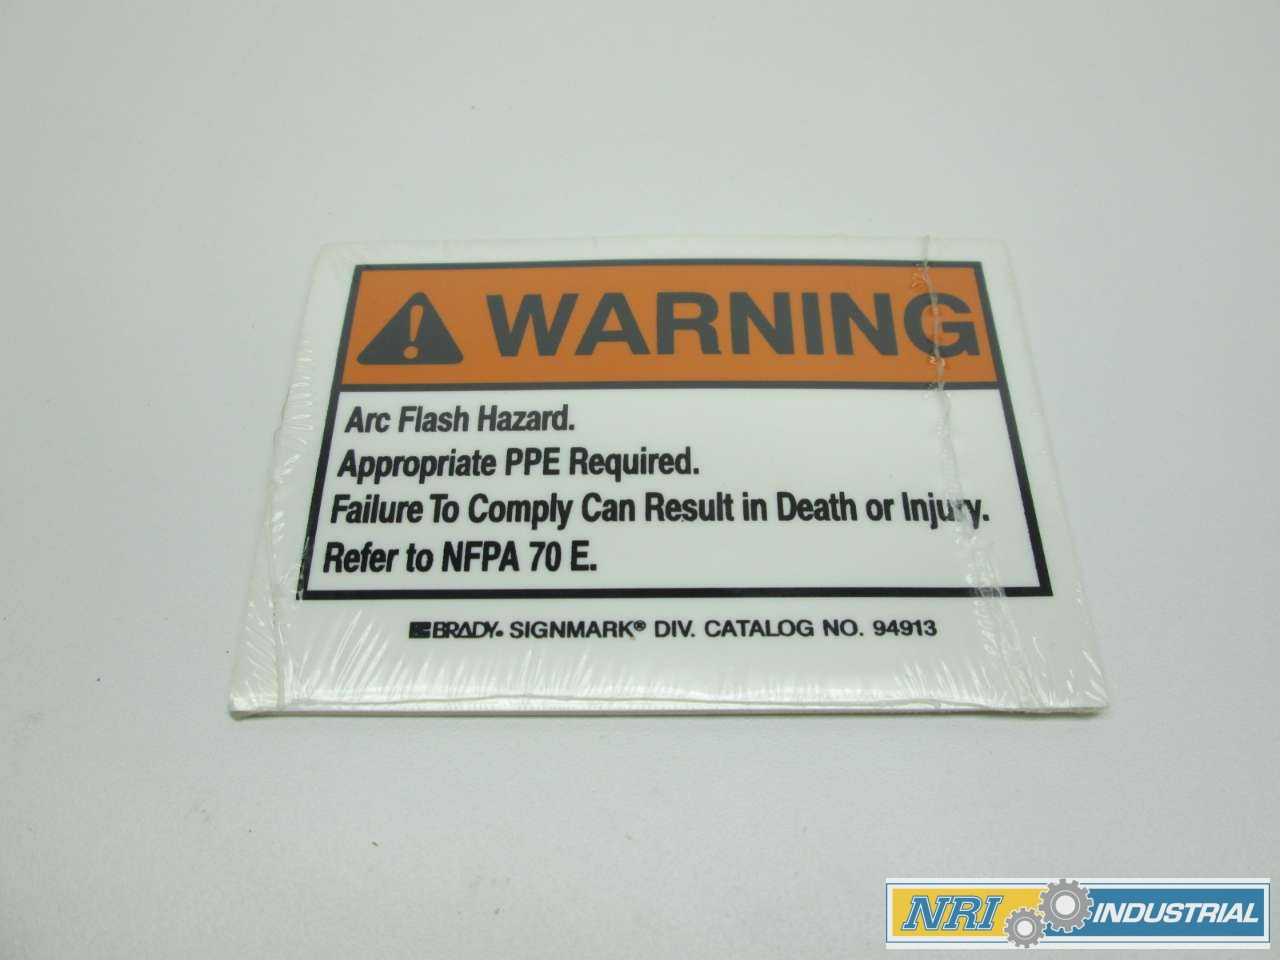 WARNING
Arc Flash Hazard.
Appropriate PPE Required.
Failure To Comply Can Result in Death or Injury.
Refer to NFPA 70 E.
BRADY. SIGNMARK® DIV. CATALOG NO. 94913
NRI INDUSTRIAL